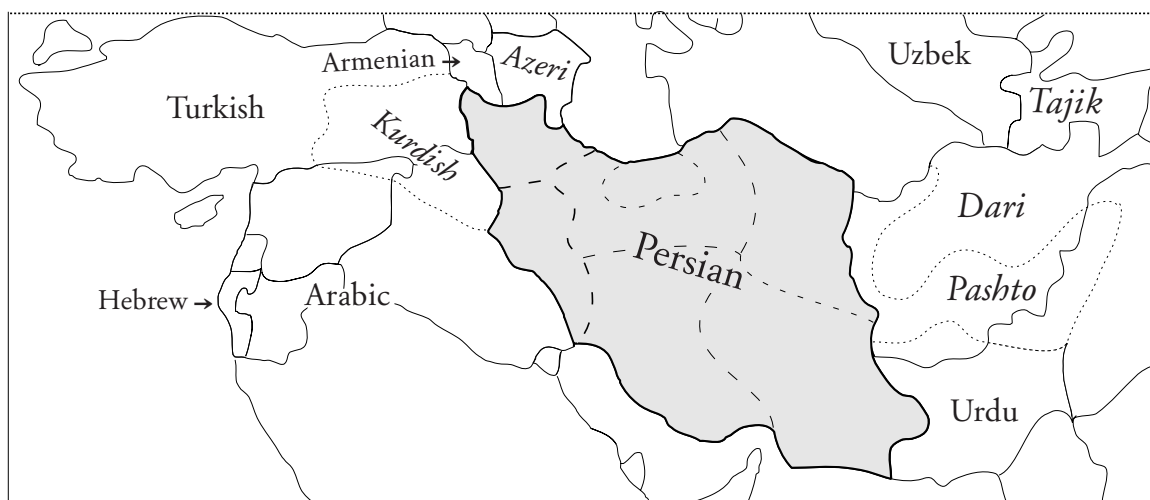 Armenian
Azeri
Uzbek
Turkish
Tajik
Kurdish
Dari
Persian
Pashto
Hebrew
Arabic
Urdu